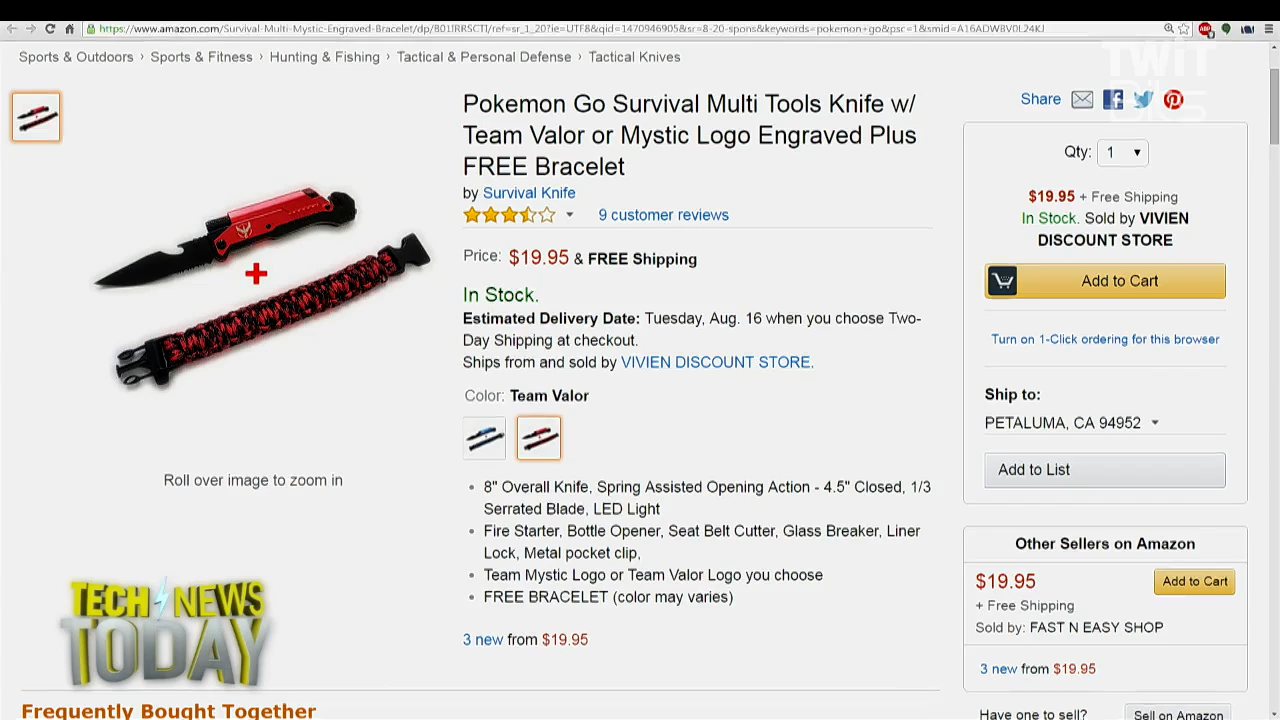 https://www.amazon.com/Survival-Multi-Mystic-Engraved-Bracelet/dp/B01IRRSCTI/ref=sr_1_20?ie=UTF8&qid=1470946905&sr=8-20-spons&keywords=pokemon+go&psc=1&smid=A16ADWBV0L24KJ
Sports & Outdoors › Sports & Fitness › Hunting & Fishing › Tactical & Personal Defense › Tactical Knives
TWiT
Bits
Pokemon Go Survival Multi Tools Knife w/
Team Valor or Mystic Logo Engraved Plus
FREE Bracelet
by Survival Knife
9 customer reviews
Price: $19.95 & FREE Shipping
In Stock.
Estimated Delivery Date: Tuesday, Aug. 16 when you choose Two-
Day Shipping at checkout.
Ships from and sold by VIVIEN DISCOUNT STORE.
Color: Team Valor
Roll over image to zoom in
• 8" Overall Knife, Spring Assisted Opening Action - 4.5" Closed, 1/3
Serrated Blade, LED Light
• Fire Starter, Bottle Opener, Seat Belt Cutter, Glass Breaker, Liner
Lock, Metal pocket clip,
• Team Mystic Logo or Team Valor Logo you choose
• FREE BRACELET (color may varies)
3 new from $19.95
Share
Qty: 1
$19.95 + Free Shipping
In Stock. Sold by VIVIEN
DISCOUNT STORE
Add to Cart
Turn on 1-Click ordering for this browser
Ship to:
PETALUMA, CA 94952
Add to List
Other Sellers on Amazon
$19.95 Add to Cart
+ Free Shipping
Sold by: FAST N EASY SHOP
3 new from $19.95
Have one to sell? Sell on Amazon
TECH NEWS
TODAY
Frequently Bought Together